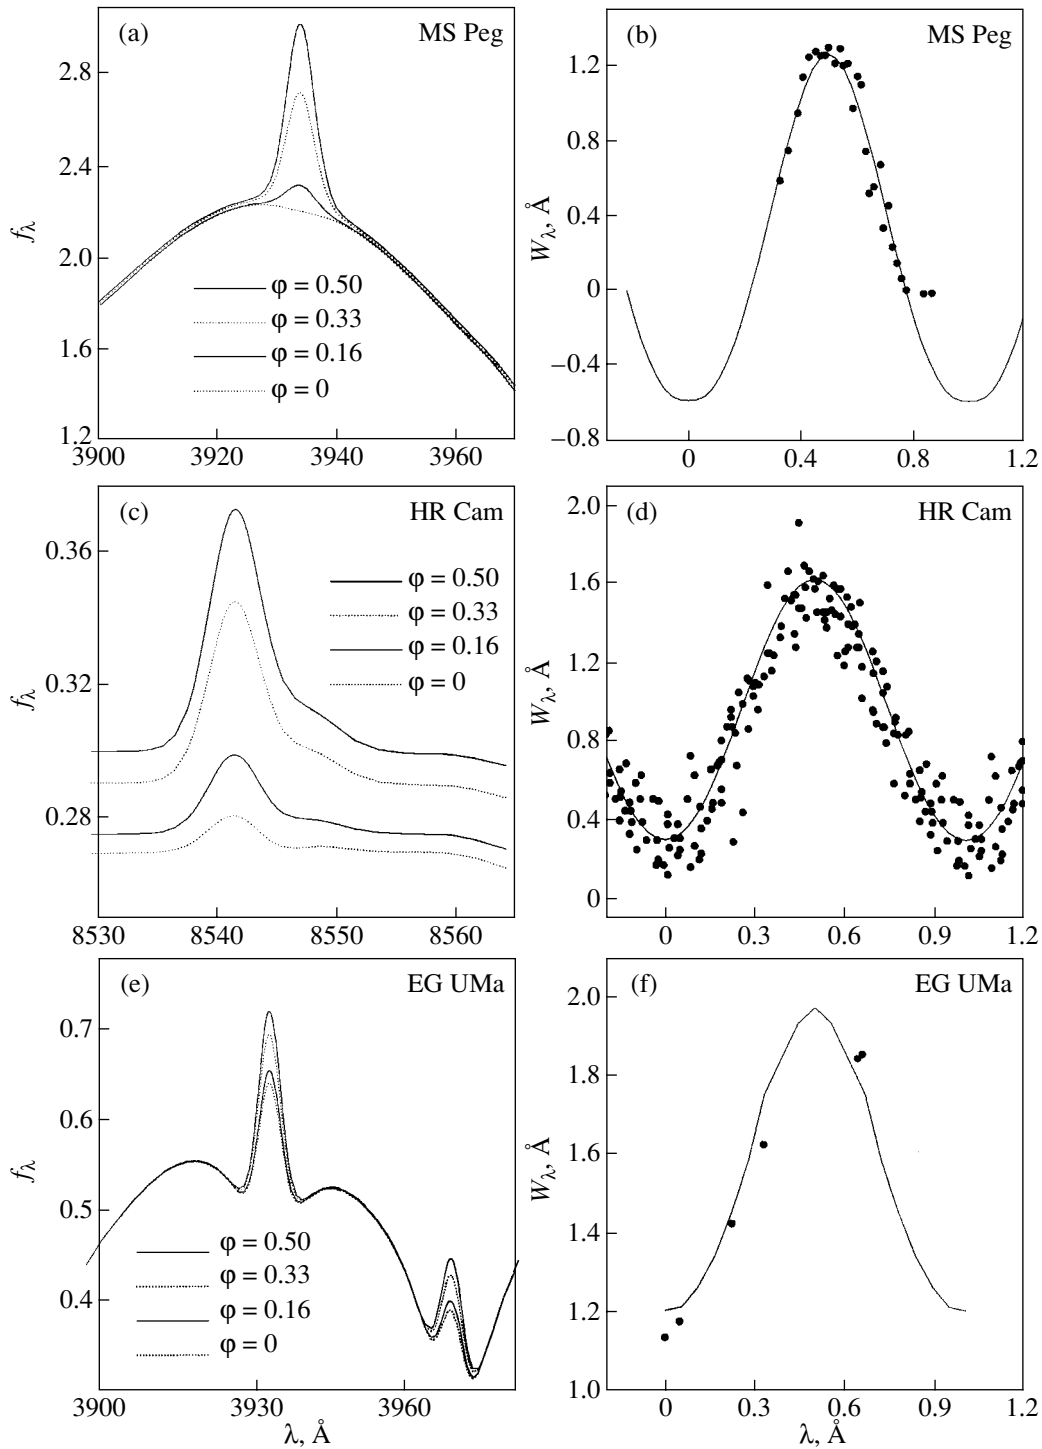 (a) MS Peg
2.8
2.4
2.0
1.6
1.2
fλ
φ = 0.50
φ = 0.33
φ = 0.16
φ = 0
3900 3920 3940 3960
(b) MS Peg
1.2
0.8
0.4
0
−0.4
−0.8
Wλ, Å
0 0.4 0.8 1.2
(c) HR Cam
0.36
0.32
0.28
fλ
φ = 0.50
φ = 0.33
φ = 0.16
φ = 0
8530 8540 8550 8560
(d) HR Cam
2.0
1.6
1.2
0.8
0.4
0
Wλ, Å
0 0.3 0.6 0.9 1.2
(e) EG UMa
0.7
0.6
0.5
0.4
fλ
φ = 0.50
φ = 0.33
φ = 0.16
φ = 0
3900 3930 3960
λ, Å
(f) EG UMa
2.0
1.8
1.6
1.4
1.2
1.0
Wλ, Å
0 0.3 0.6 0.9 1.2
λ, Å